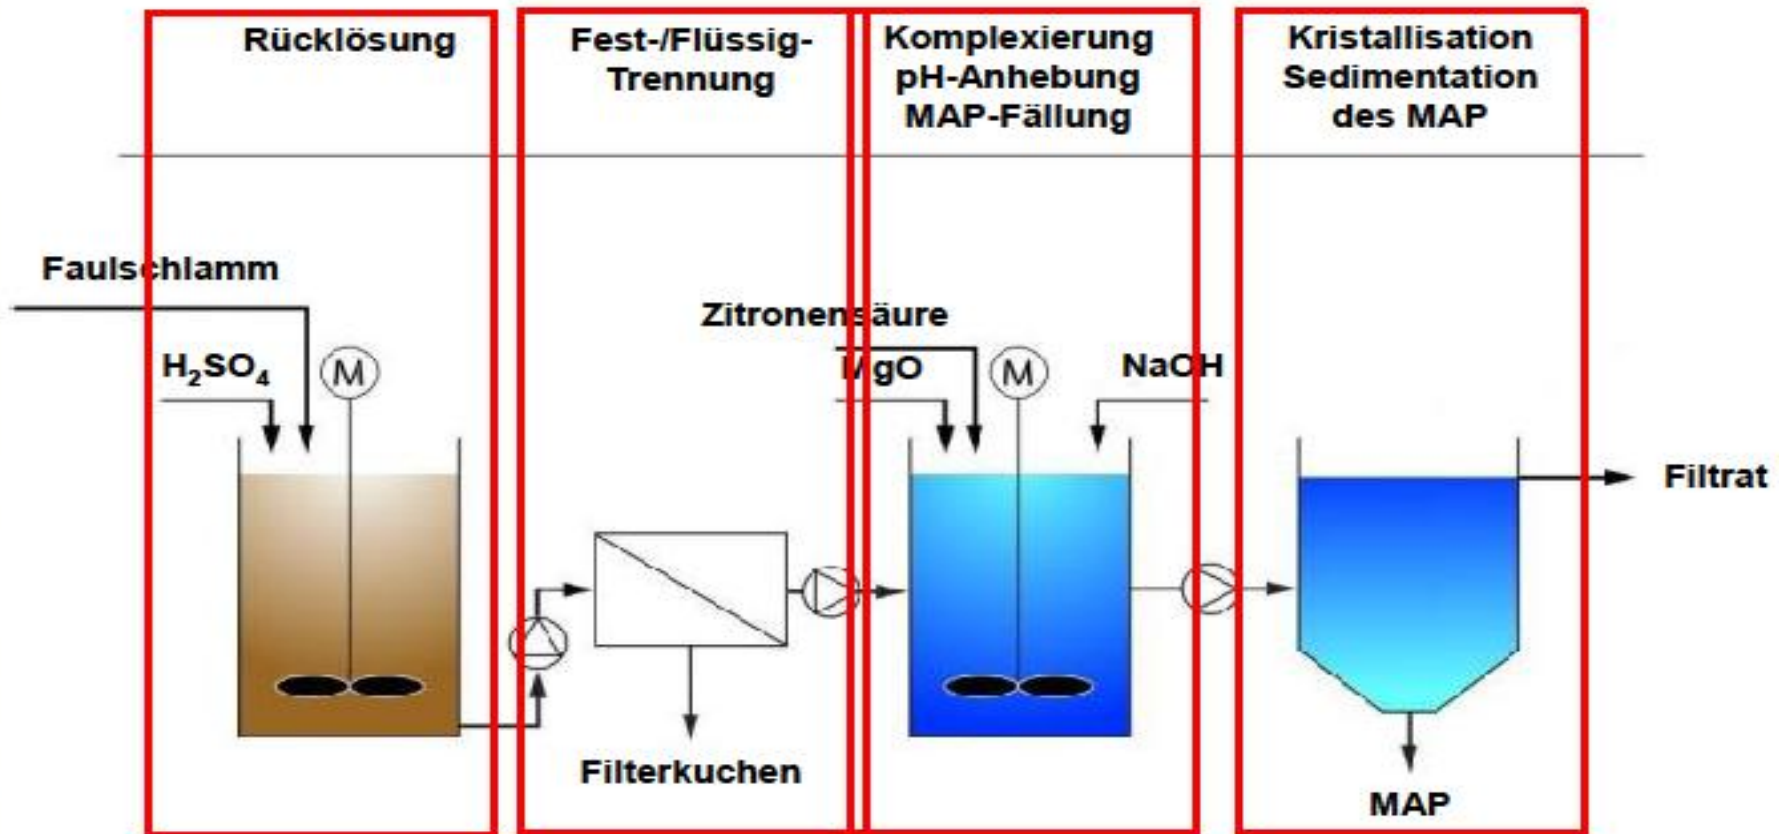 Rücklösung
Fest-/Flüssig-
Trennung
Komplexierung
pH-Anhebung
MAP-Fällung
Kristallisation
Sedimentation
des MAP
Faulschlamm
H₂SO₄
M
Zitronensäure
MgO
M
NaOH
Filtrat
Filterkuchen
MAP